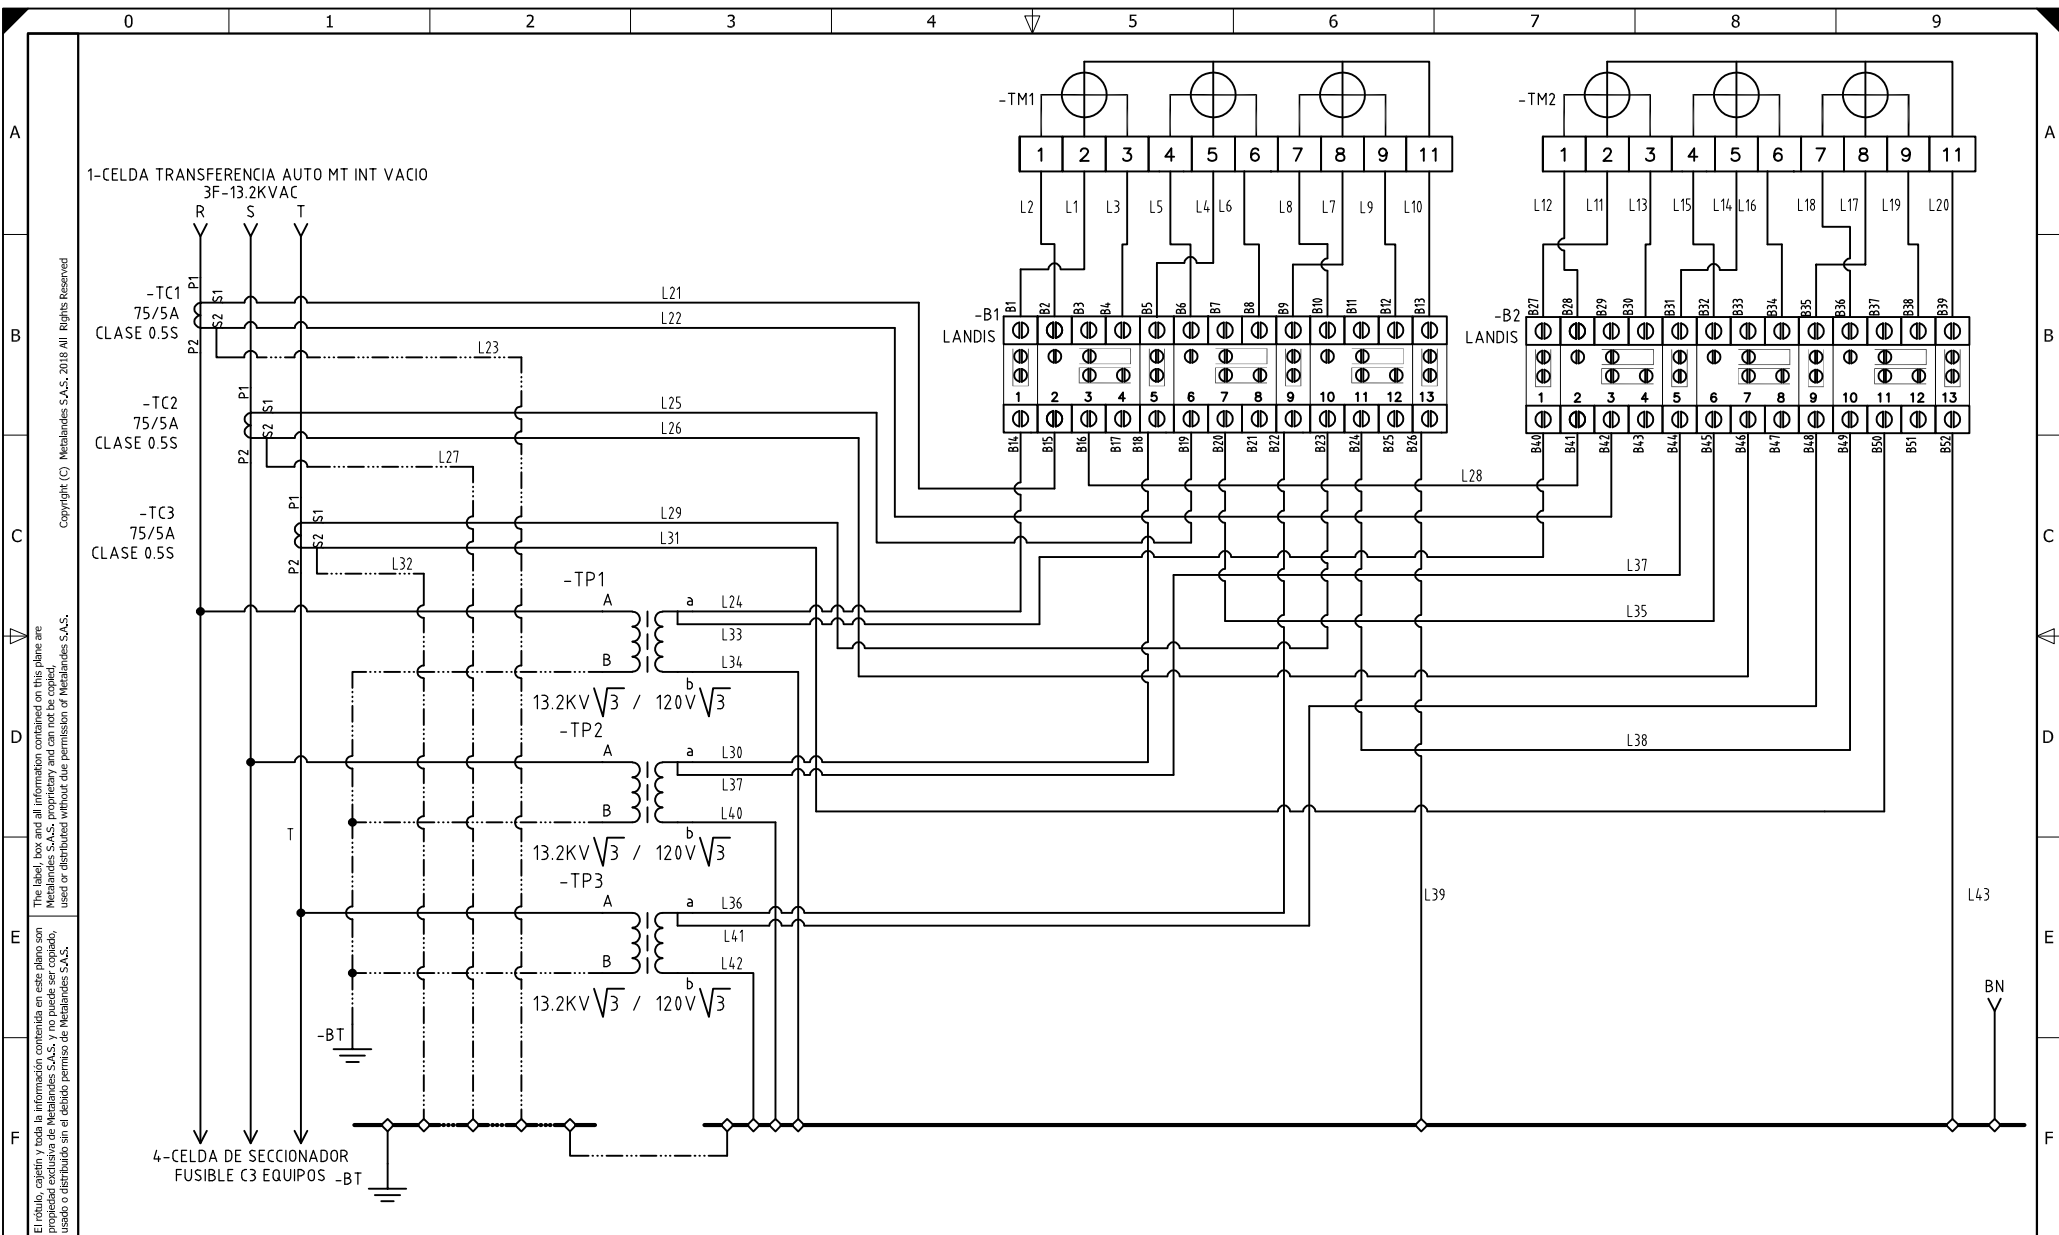 0 1 2 3 4 5 6 7 8 9
A
B
C
D
E
F
A
B
C
D
E
F
Copyright (C) Metalandes S.A.S. 2018 All Rights Reserved
The label, box and all information contained on this plane are
Metalandes S.A.S. proprietary and can not be copied,
used or distributed without due permission of Metalandes S.A.S.
El rótulo, cajetín y toda la información contenida en este plano son
propiedad exclusiva de Metalandes S.A.S. y no puede ser copiado,
usado o distribuido sin el debido permiso de Metalandes S.A.S.
1-CELDA TRANSFERENCIA AUTO MT INT VACIO
3F-13.2KVAC
R S T
-TM1
1 2 3 4 5 6 7 8 9 11
L2 L1 L3 L5 L4 L6 L8 L7 L9 L10
-TM2
1 2 3 4 5 6 7 8 9 11
L12 L11 L13 L15 L14 L16 L18 L17 L19 L20
-B1
LANDIS
B1 B2 B3 B4 B5 B6 B7 B8 B9 B10 B11 B12 B13
1 2 3 4 5 6 7 8 9 10 11 12 13
B14 B15 B16 B17 B18 B19 B20 B21 B22 B23 B24 B25 B26
-B2
LANDIS
B27 B28 B29 B30 B31 B32 B33 B34 B35 B36 B37 B38 B39
1 2 3 4 5 6 7 8 9 10 11 12 13
B40 B41 B42 B43 B44 B45 B46 B47 B48 B49 B50 B51 B52
-TC1
75/5A
CLASE 0.5S
P1 S1
P2 S2
L21
L22
L23
-TC2
75/5A
CLASE 0.5S
P1 S1
P2 S2
L25
L26
L27
L28
-TC3
75/5A
CLASE 0.5S
P1 S1
P2 S2
L29
L31
L32
L37
L35
L38
-TP1
A a L24
L33
B L34
b
13.2KV√3 / 120V√3
-TP2
A a L30
L37
B L40
b
13.2KV√3 / 120V√3
T
-TP3
A a L36
L41
B L42
b
13.2KV√3 / 120V√3
L39
L43
BN
-BT
4-CELDA DE SECCIONADOR
FUSIBLE C3 EQUIPOS
-BT